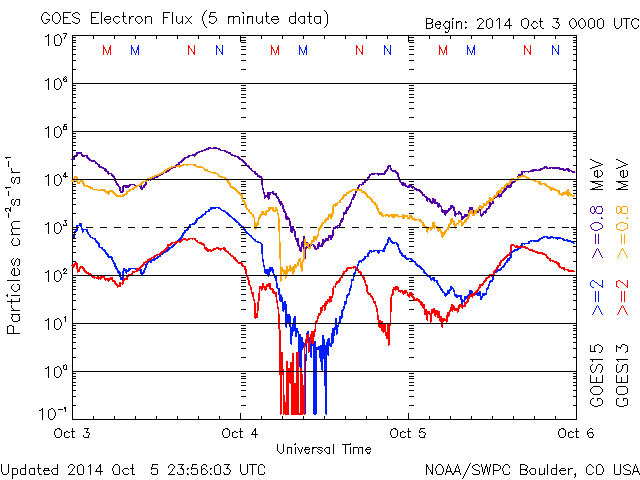 GOES Electron Flux (5 minute data)
Begin: 2014 Oct 3 0000 UTC
10⁷
10⁶
10⁵
10⁴
10³
10²
10¹
10⁰
10⁻¹
Particles cm⁻²s⁻¹sr⁻¹
M M N N M M N N M M N N
Oct 3 Oct 4 Oct 5 Oct 6
Universal Time
GOES15 >=2 >=0.8 MeV
GOES13 >=2 >=0.8 MeV
Updated 2014 Oct 5 23:56:03 UTC
NOAA/SWPC Boulder, CO USA